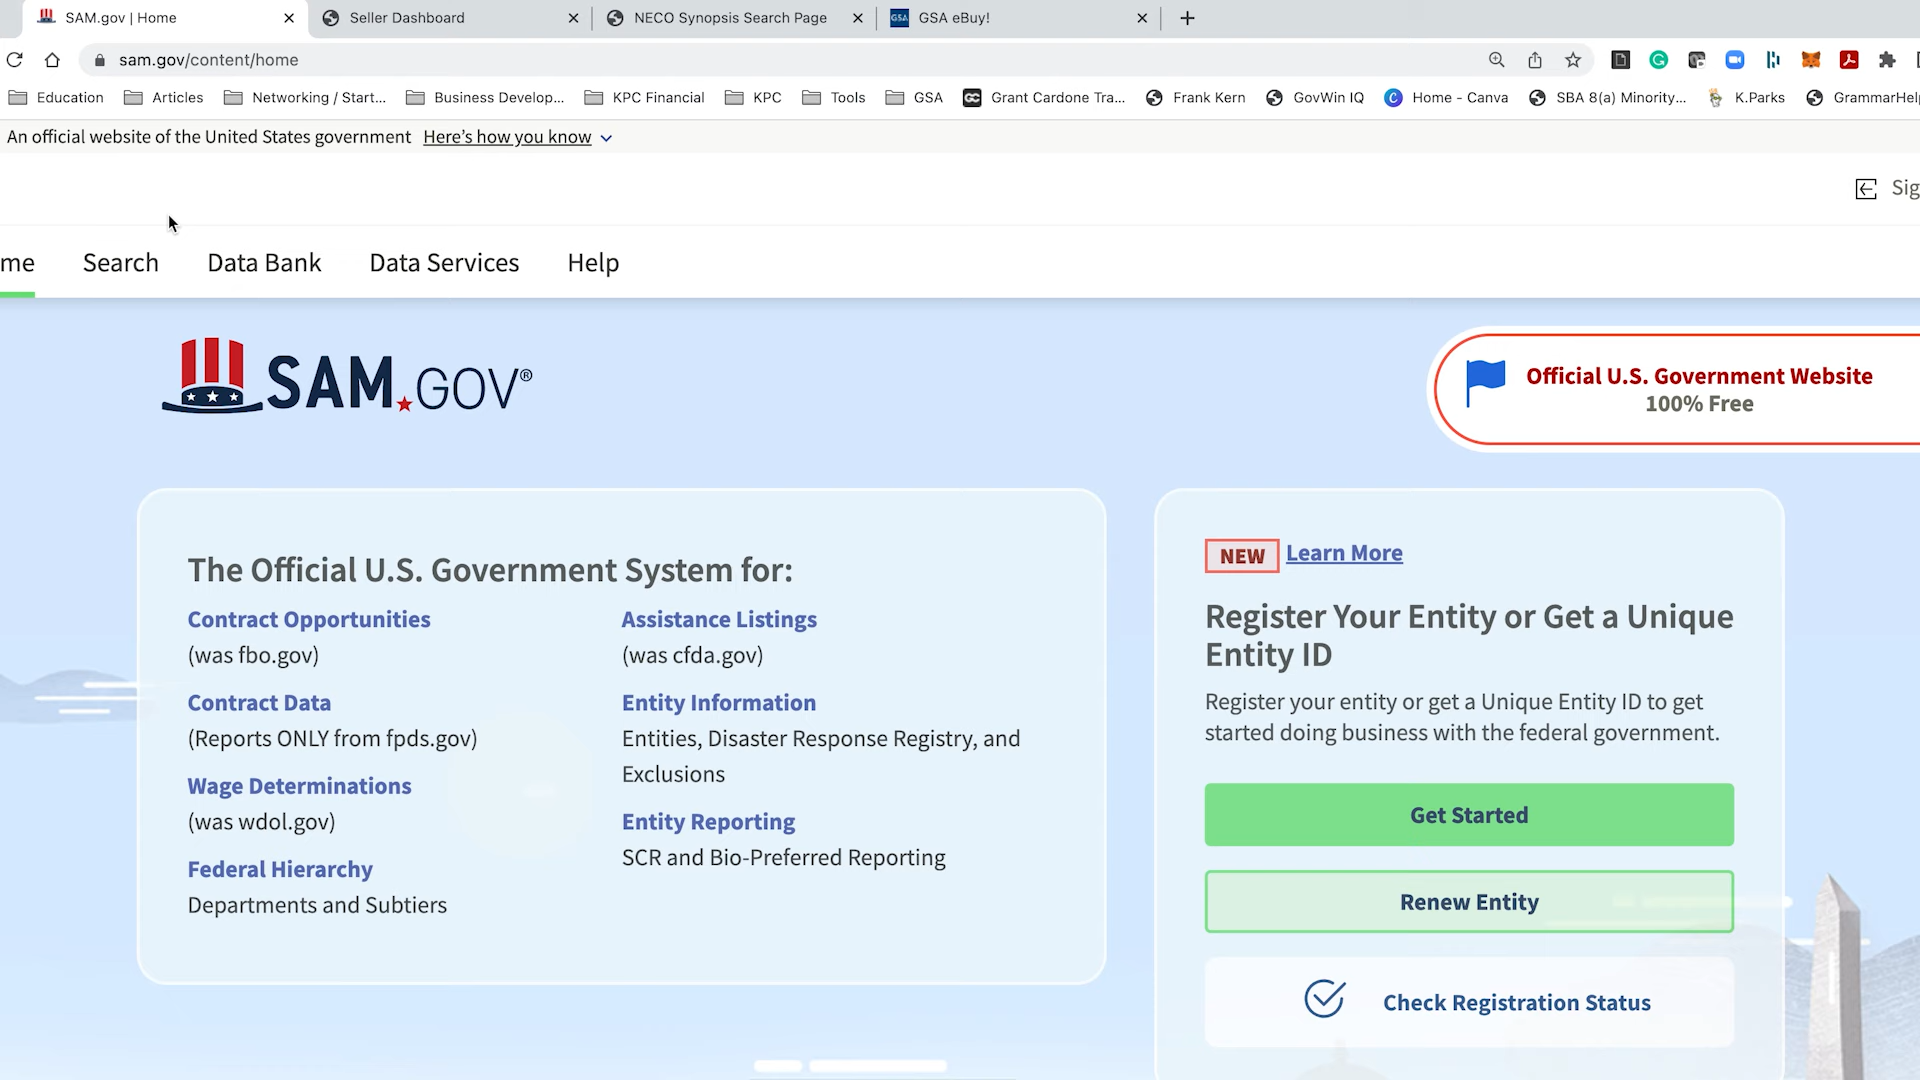 SAM.gov | Home
Seller Dashboard
NECO Synopsis Search Page
GSA
GSA eBuy!
sam.gov/content/home
Education
Articles
Networking / Start...
Business Develop...
KPC Financial
KPC
Tools
GSA
Grant Cardone Tra...
Frank Kern
GovWin IQ
Home - Canva
SBA 8(a) Minority...
K.Parks
GrammarHelp
An official website of the United States government Here's how you know
Sig
me
Search
Data Bank
Data Services
Help
SAM.GOV®
Official U.S. Government Website
100% Free
The Official U.S. Government System for:
Contract Opportunities
(was fbo.gov)
Contract Data
(Reports ONLY from fpds.gov)
Wage Determinations
(was wdol.gov)
Federal Hierarchy
Departments and Subtiers
Assistance Listings
(was cfda.gov)
Entity Information
Entities, Disaster Response Registry, and
Exclusions
Entity Reporting
SCR and Bio-Preferred Reporting
NEW Learn More
Register Your Entity or Get a Unique
Entity ID
Register your entity or get a Unique Entity ID to get
started doing business with the federal government.
Get Started
Renew Entity
Check Registration Status